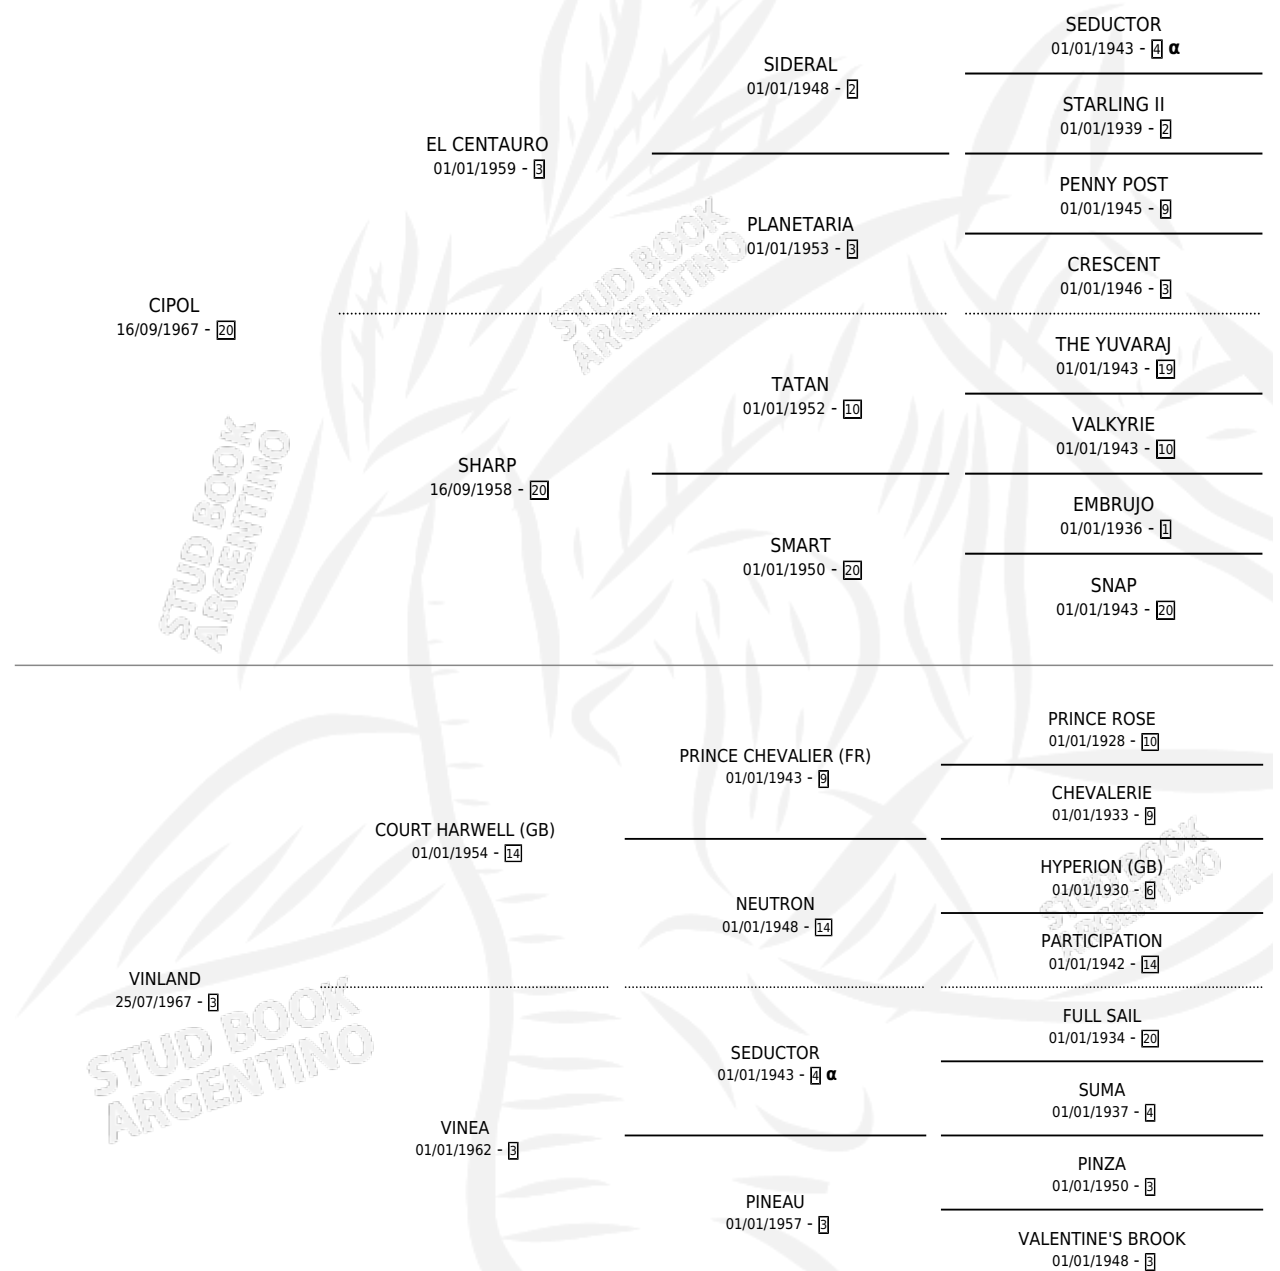 SEDUCTOR
01/01/1943 - 4 α
SIDERAL
01/01/1948 - 2
STARLING II
01/01/1939 - 2
EL CENTAURO
01/01/1959 - 3
PENNY POST
01/01/1945 - 9
PLANETARIA
01/01/1953 - 3
CRESCENT
01/01/1946 - 3
STUD BOOK
ARGENTINO
CIPOL
16/09/1967 - 20
THE YUVARAJ
01/01/1943 - 19
TATAN
01/01/1952 - 10
VALKYRIE
01/01/1943 - 10
SHARP
16/09/1958 - 20
EMBRUJO
01/01/1936 - 1
SMART
01/01/1950 - 20
SNAP
01/01/1943 - 20
STUD BOOK
ARGENTINO
PRINCE ROSE
01/01/1928 - 10
PRINCE CHEVALIER (FR)
01/01/1943 - 9
CHEVALERIE
01/01/1933 - 9
COURT HARWELL (GB)
01/01/1954 - 14
HYPERION (GB)
01/01/1930 - 6
NEUTRON
01/01/1948 - 14
PARTICIPATION
01/01/1942 - 14
STUD BOOK
ARGENTINO
VINLAND
25/07/1967 - 3
FULL SAIL
01/01/1934 - 20
SEDUCTOR
01/01/1943 - 4 α
SUMA
01/01/1937 - 4
VINEA
01/01/1962 - 3
PINZA
01/01/1950 - 3
PINEAU
01/01/1957 - 3
VALENTINE'S BROOK
01/01/1948 - 3
STUD BOOK
ARGENTINO